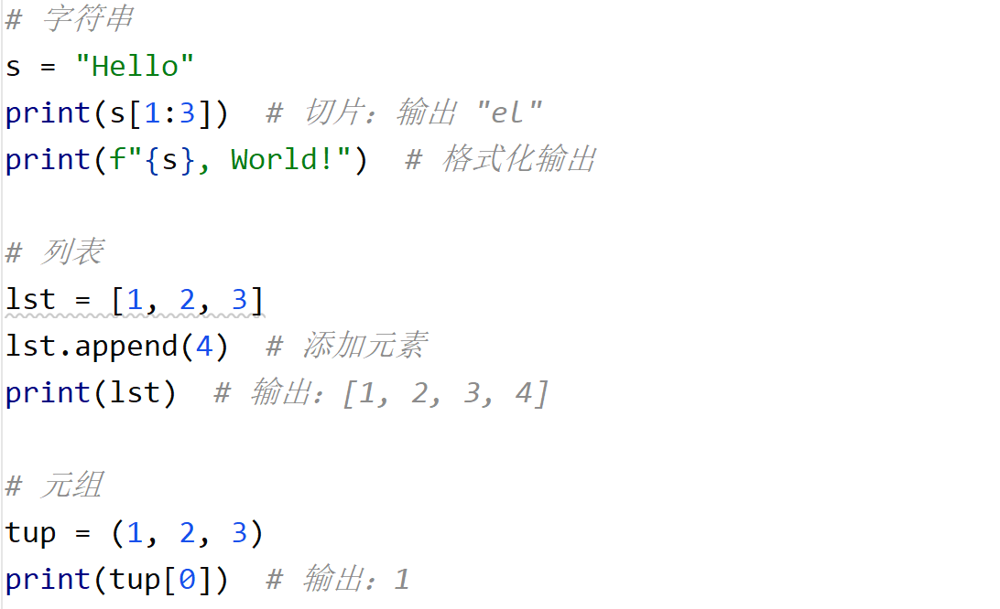 # 字符串
s = "Hello"
print(s[1:3])  # 切片：输出 "el"
print(f"{s}, World!")  # 格式化输出
# 列表
lst = [1, 2, 3]
lst.append(4)  # 添加元素
print(lst)  # 输出：[1, 2, 3, 4]
# 元组
tup = (1, 2, 3)
print(tup[0])  # 输出：1